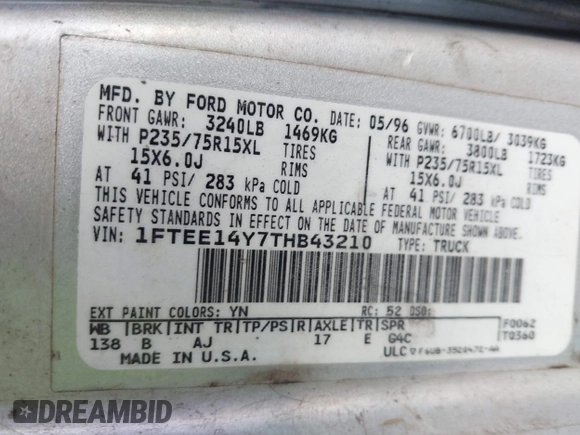 MFD. BY FORD MOTOR CO. DATE: 05/96 GVWR: 6700LB/ 3039KG
FRONT GAWR: 3240LB 1469KG REAR GAWR: 3800LB 1723KG
WITH P235/75R15XL TIRES WITH P235/75R15XL TIRES
15X6.0J RIMS 15X6.0J RIMS
AT 41 PSI/ 283 kPa COLD AT 41 PSI/ 283 kPa COLD
THIS VEHICLE CONFORMS TO ALL APPLICABLE FEDERAL MOTOR VEHICLE
SAFETY STANDARDS IN EFFECT ON THE DATE OF MANUFACTURE SHOWN ABOVE.
VIN: 1FTEE14Y7THB43210 TYPE: TRUCK
EXT PAINT COLORS: YN RC: 52 DSO:
WB BRK INT TR TP/PS R AXLE TR SPR F0062
138 B AJ 17 E G4C T0360
MADE IN U.S.A. ULC
DREAMBID